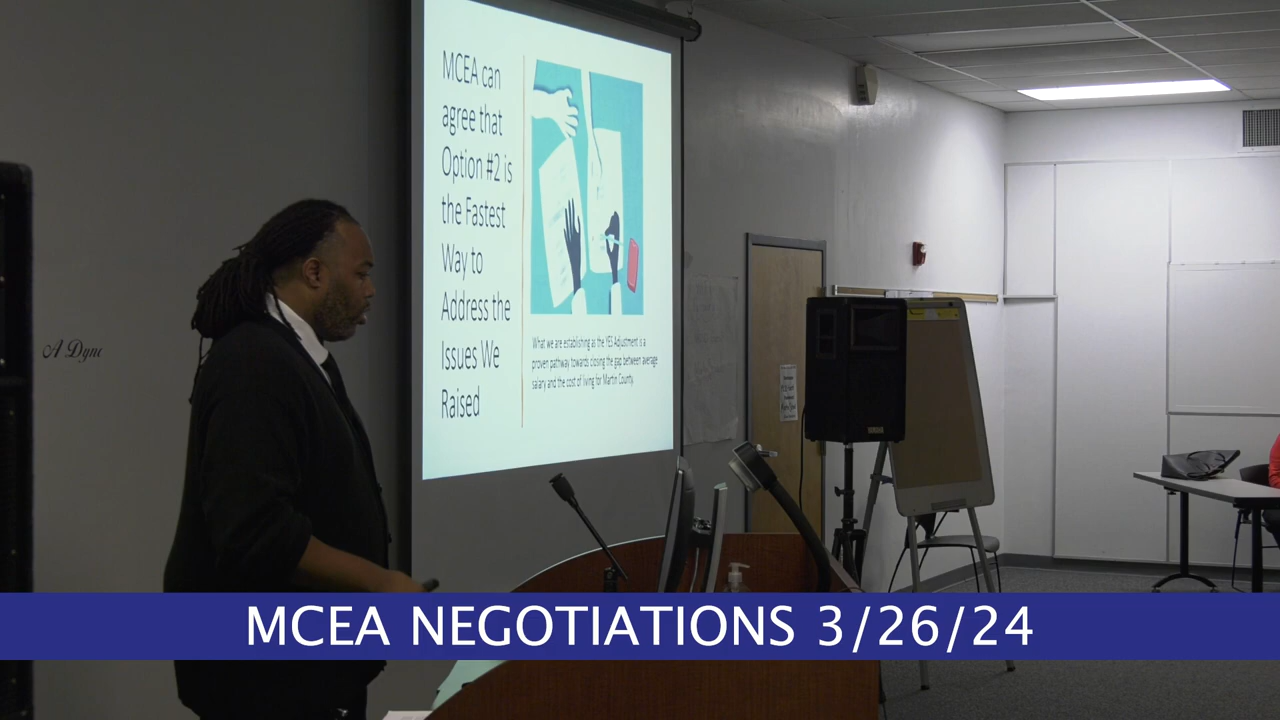 MCEA can
agree that
Option #2 is
the Fastest
Way to
Address the
Issues We
Raised
What we are establishing as the YES Adjustment is a
proven pathway towards closing the gap between average
salary and the cost of living for Martin County.
A Dync
MCEA NEGOTIATIONS 3/26/24